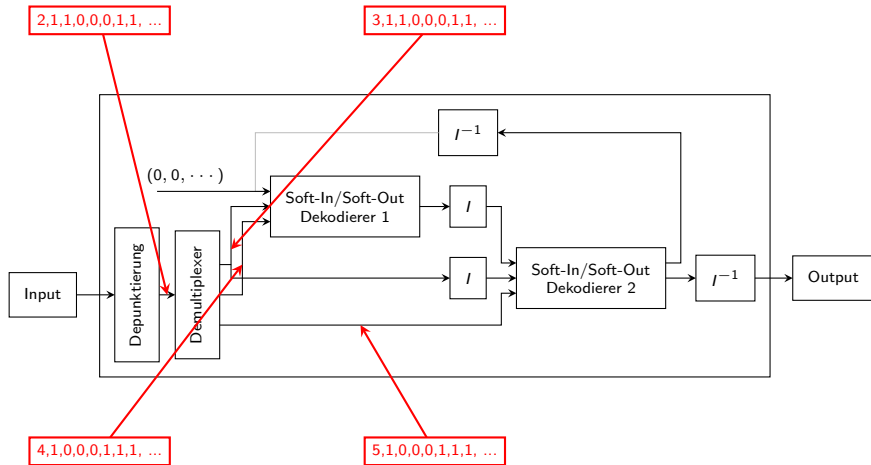 2,1,1,0,0,0,1,1, ...
3,1,1,0,0,0,1,1, ...
I⁻¹
(0, 0, · · · )
Soft-In/Soft-Out
Dekodierer 1
I
Depunktierung
Demultiplexer
Input
I
Soft-In/Soft-Out
Dekodierer 2
I⁻¹
Output
4,1,0,0,0,1,1,1, ...
5,1,0,0,0,1,1,1, ...